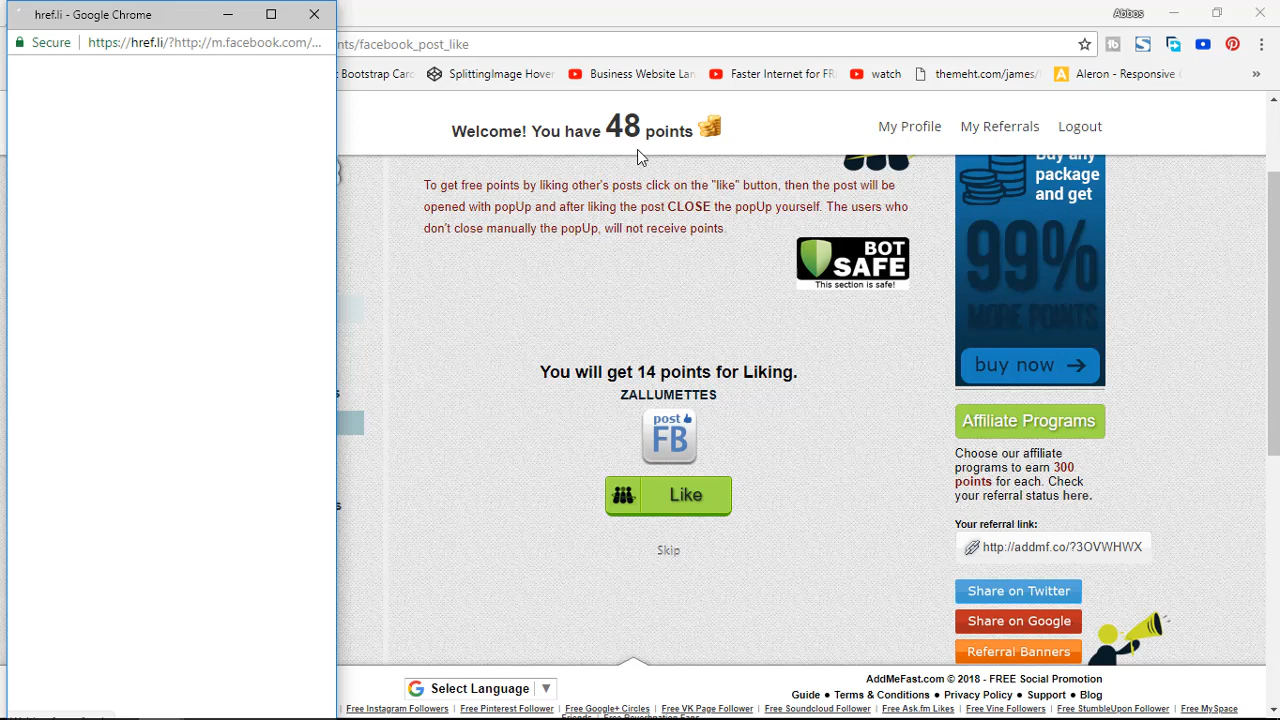 href.li - Google Chrome
Secure
https://href.li/?http://m.facebook.com/...
Abbos
nts/facebook_post_like
t Bootstrap Card
SplittingImage Hover
Business Website Lan
Faster Internet for FR
watch
themeht.com/james/
Aleron - Responsive
»
Welcome! You have 48 points
My Profile
My Referrals
Logout
To get free points by liking other's posts click on the "like" button, then the post will be
opened with popUp and after liking the post CLOSE the popUp yourself. The users who
don't close manually the popUp, will not receive points.
BOT
SAFE
This section is safe!
Buy any
package
and get
99%
MORE POINTS
buy now
You will get 14 points for Liking.
ZALLUMETTES
post
FB
Like
Skip
Affiliate Programs
Choose our affiliate
programs to earn 300
points for each. Check
your referral status here.
Your referral link:
http://addmf.co/?3OVWHWX
Share on Twitter
Share on Google
Referral Banners
G Select Language ▼
AddMeFast.com © 2018 - FREE Social Promotion
Guide Terms & Conditions Privacy Policy Support Blog
Free Instagram Followers Free Pinterest Follower Free Google+ Circles Free VK Page Follower Free Soundcloud Follower Free Ask.fm Likes Free Vine Followers Free StumbleUpon Follower Free MySpace